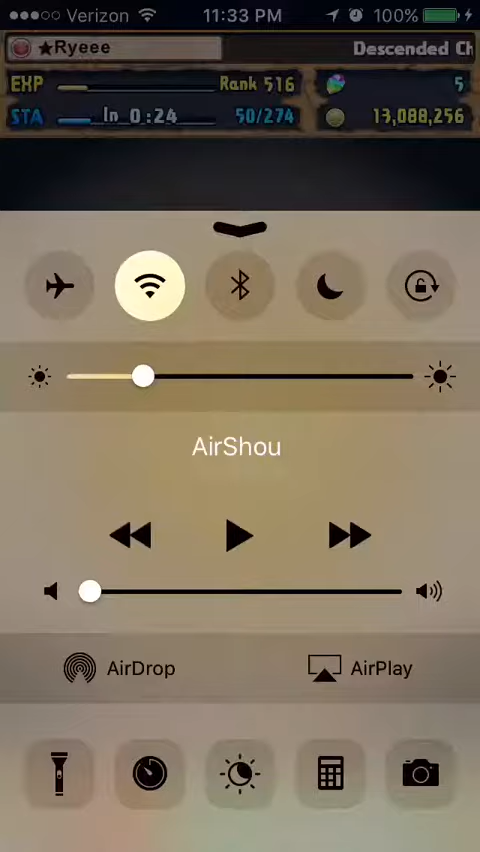 Verizon 11:33 PM 100%
★Ryeee Descended Ch
EXP Rank 516 5
STA In 0:24 50/274 13,088,256
AirShou
AirDrop AirPlay